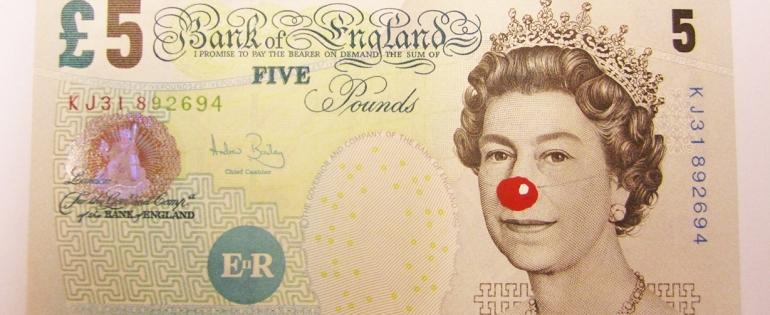 £5
Bank of England
5
I PROMISE TO PAY THE BEARER ON DEMAND THE SUM OF
FIVE
Pounds
KJ31 892694
KJ31 892694
Andrew Bailey
Chief Cashier
London
For the Gov.r and Comp.a
of the BANK of ENGLAND
THE GOVERNOR AND COMPANY OF THE BANK OF ENGLAND
EIIR